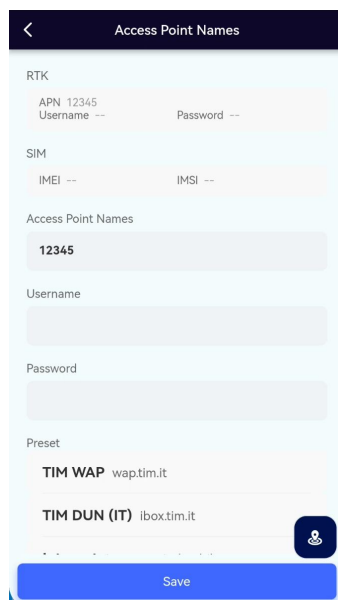 Access Point Names
RTK
APN 12345
Username -- Password --
SIM
IMEI -- IMSI --
Access Point Names
12345
Username
Password
Preset
TIM WAP wap.tim.it
TIM DUN (IT) ibox.tim.it
Save